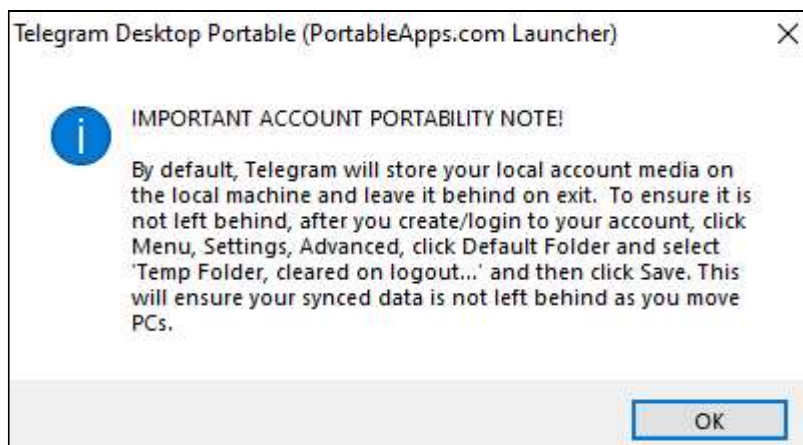 Telegram Desktop Portable (PortableApps.com Launcher)
IMPORTANT ACCOUNT PORTABILITY NOTE!
By default, Telegram will store your local account media on
the local machine and leave it behind on exit.  To ensure it is
not left behind, after you create/login to your account, click
Menu, Settings, Advanced, click Default Folder and select
'Temp Folder, cleared on logout...' and then click Save. This
will ensure your synced data is not left behind as you move
PCs.
OK